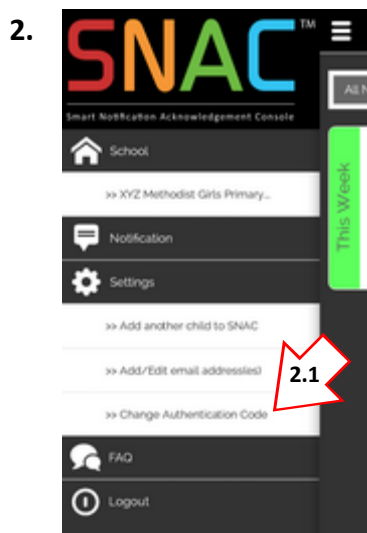 2.
SNAC™
Smart Notification Acknowledgement Console
School
>> XYZ Methodist Girls Primary...
Notification
Settings
>> Add another child to SNAC
>> Add/Edit email address(es)
2.1
>> Change Authentication Code
FAQ
Logout
All N
This Week